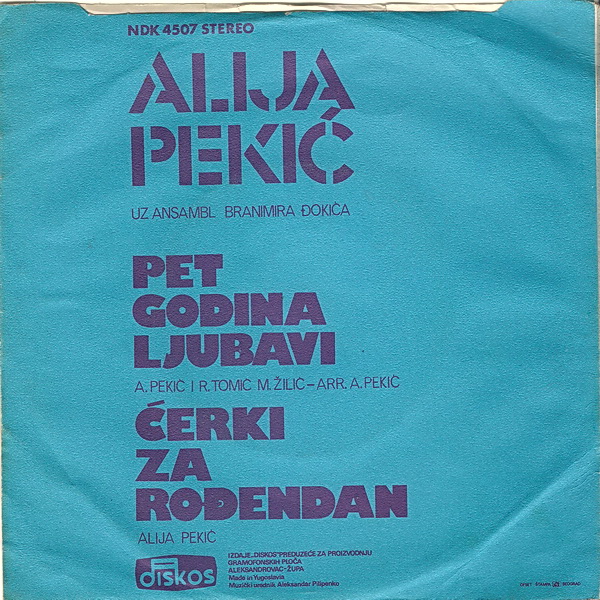 NDK 4507 STEREO
ALIJA
PEKIĆ
UZ ANSAMBL BRANIMIRA ĐOKIĆA
PET
GODINA
LJUBAVI
A. PEKIĆ I R. TOMIĆ M. ŽILIĆ – ARR. A. PEKIĆ
ĆERKI
ZA
ROĐENDAN
ALIJA PEKIĆ
diskos
IZDAJE „DISKOS" PREDUZEĆE ZA PROIZVODNJU
GRAMOFONSKIH PLOČA
ALEKSANDROVAC-ŽUPA
Made in Yugoslavia
Muzički urednik Aleksandar Pilipenko
BEOGRAD